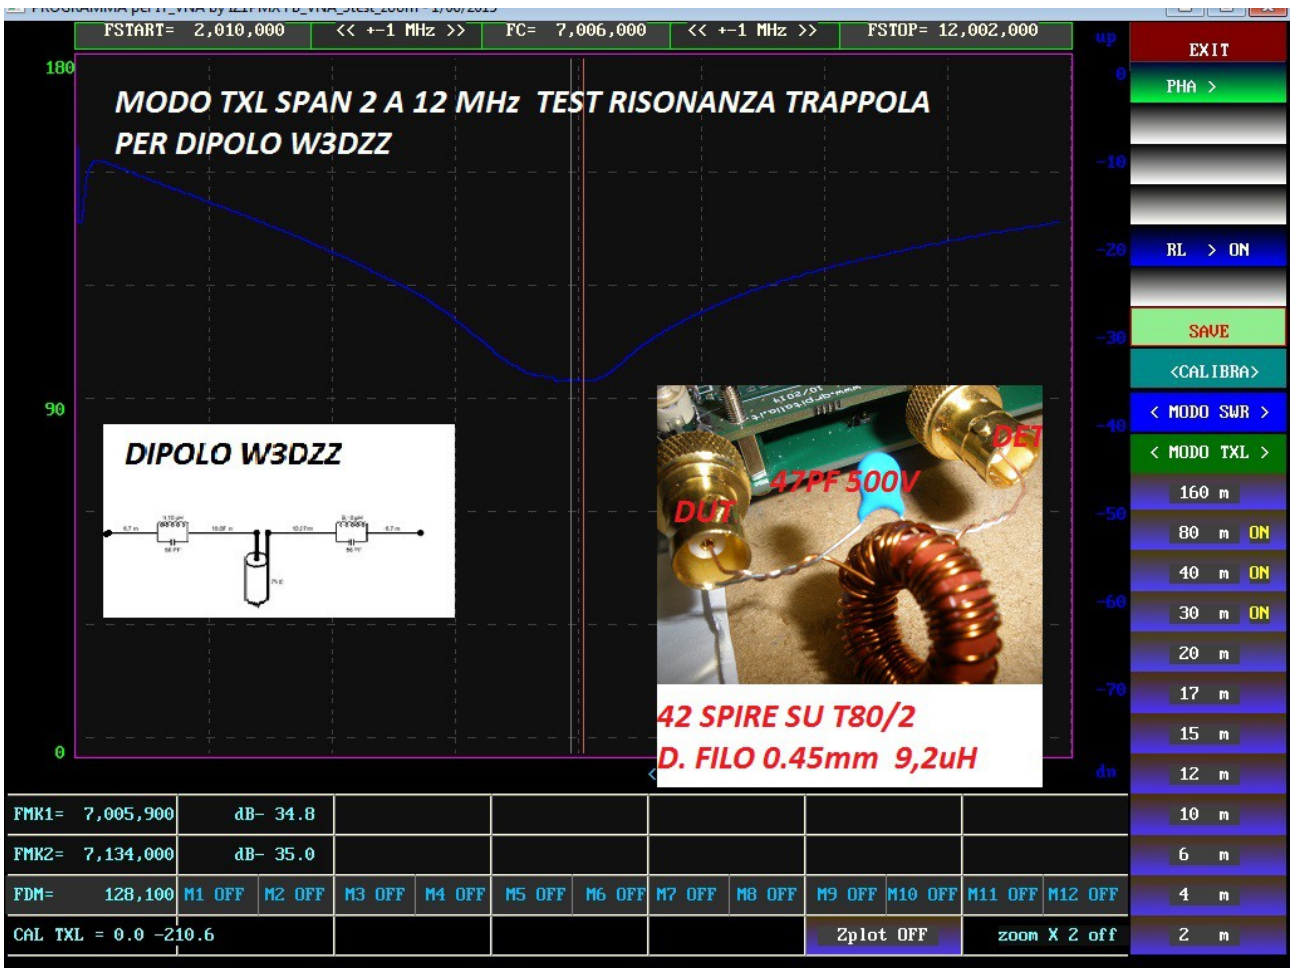 FSTART= 2,010,000 << +-1 MHz >> FC= 7,006,000 << +-1 MHz >> FSTOP= 12,002,000
up
EXIT
180
0
PHA >
MODO TXL SPAN 2 A 12 MHz TEST RISONANZA TRAPPOLA
PER DIPOLO W3DZZ
-10
-20
RL > ON
-30
SAVE
<CALIBRA>
90
-40
< MODO SWR >
< MODO TXL >
DIPOLO W3DZZ
DUT
47PF 500V
DET
10/2014
-50
-60
-70
160 m
80 m ON
40 m ON
30 m ON
20 m
17 m
15 m
12 m
10 m
6 m
4 m
2 m
42 SPIRE SU T80/2
D. FILO 0.45mm 9,2uH
0
<
dn
FMK1= 7,005,900 dB- 34.8
FMK2= 7,134,000 dB- 35.0
FDM= 128,100 M1 OFF M2 OFF M3 OFF M4 OFF M5 OFF M6 OFF M7 OFF M8 OFF M9 OFF M10 OFF M11 OFF M12 OFF
CAL TXL = 0.0 -210.6 Zplot OFF zoom X 2 off